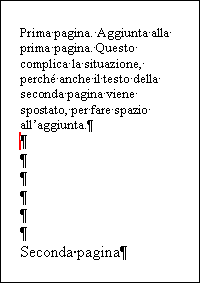 Prima·pagina.·Aggiunta·alla·
prima·pagina.·Questo·
complica·la·situazione,·
perché·anche·il·testo·della·
seconda·pagina·viene·
spostato,·per·fare·spazio·
all’aggiunta.¶
¶
¶
¶
¶
¶
¶
Seconda·pagina¶